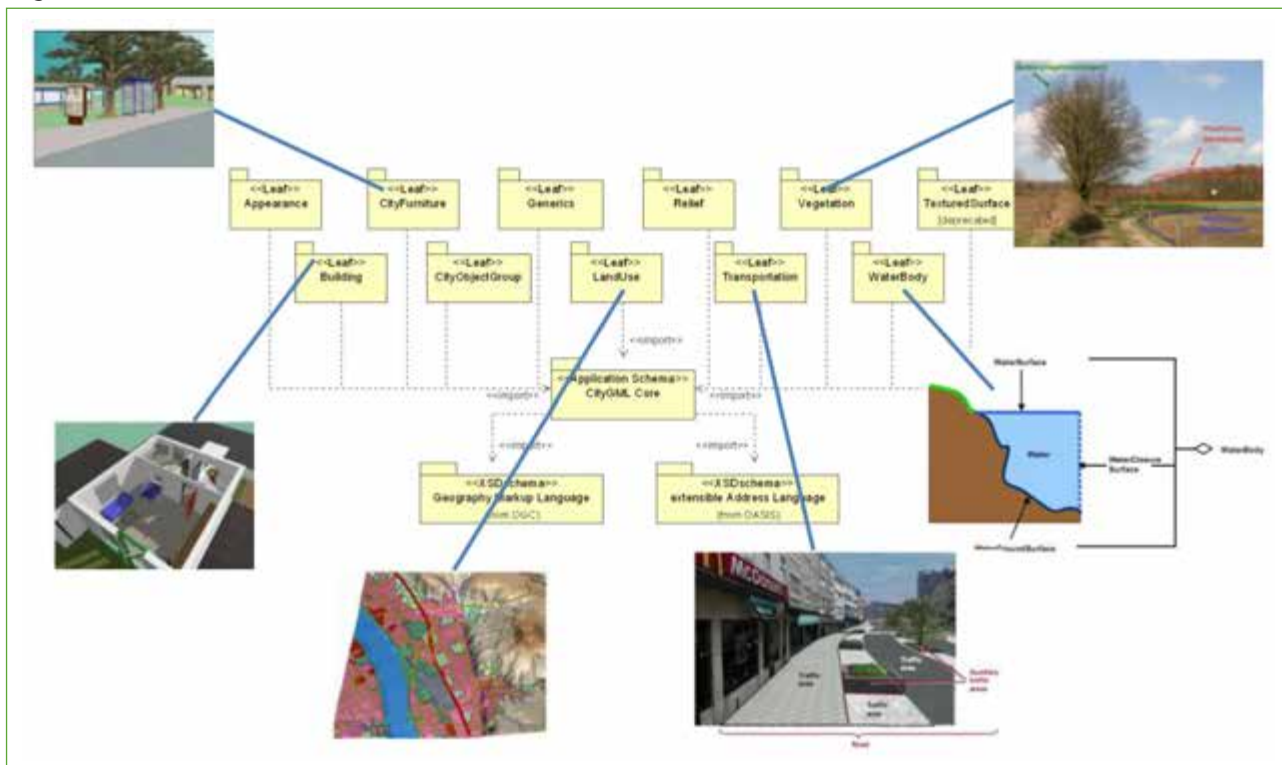 <<Leaf>>
Appearance
<<Leaf>>
CityFurniture
<<Leaf>>
Generics
<<Leaf>>
Relief
<<Leaf>>
Vegetation
<<Leaf>>
TexturedSurface
[deprecated]
<<Leaf>>
Building
<<Leaf>>
CityObjectGroup
<<Leaf>>
LandUse
<<Leaf>>
Transportation
<<Leaf>>
WaterBody
<<import>>
<<Application Schema>>
CityGML Core
<<import>>
<<import>>
<<import>>
<<import>>
<<XSDschema>>
Geography Markup Language
(from OGC)
<<XSDschema>>
extensible Address Language
(from OASIS)
WaterSurface
Water
WaterClosure
Surface
WaterBody
WaterGroundSurface
McDonald
Traffic
area
Traffic
area
Traffic
area
Auxiliary
traffic
areas
Road